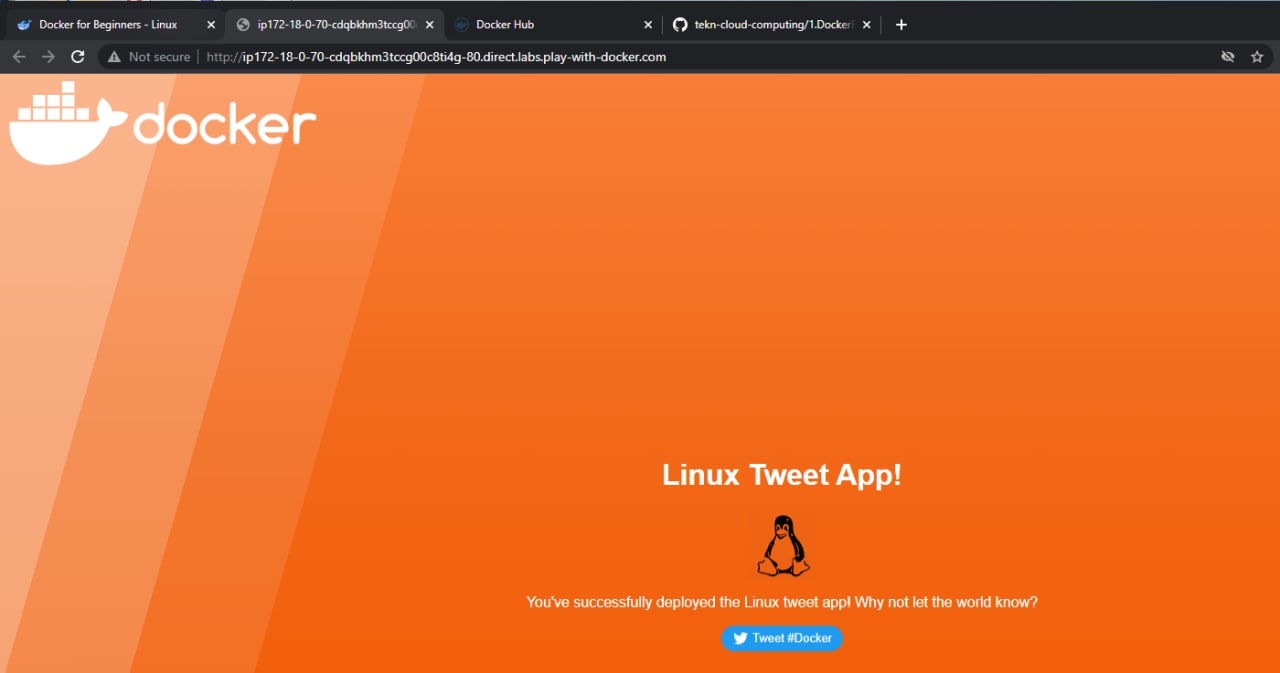 Docker for Beginners - Linux
ip172-18-0-70-cdqbkhm3tccg00
Docker Hub
tekn-cloud-computing/1.Docker
Not secure
http://ip172-18-0-70-cdqbkhm3tccg00c8ti4g-80.direct.labs.play-with-docker.com
docker
Linux Tweet App!
You've successfully deployed the Linux tweet app! Why not let the world know?
Tweet #Docker